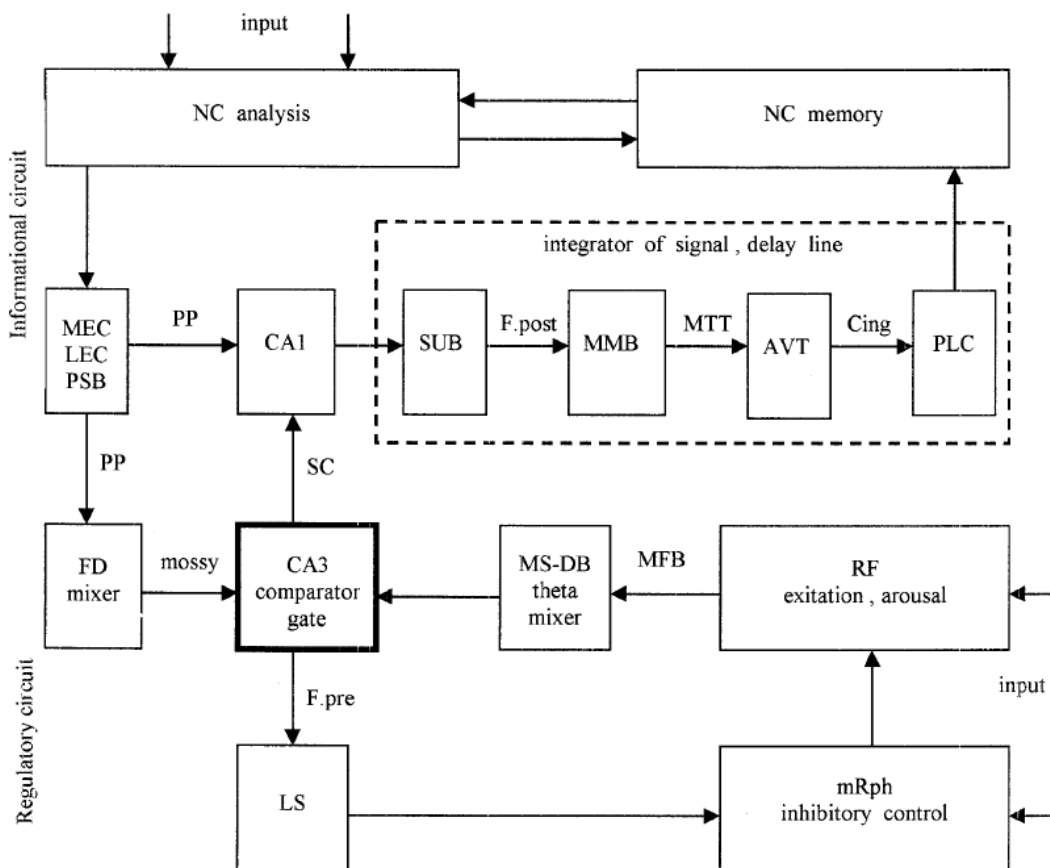 input
NC analysis
NC memory
Informational circuit
integrator of signal , delay line
MEC
LEC
PSB
PP
CA1
SUB
F.post
MMB
MTT
AVT
Cing
PLC
PP
SC
FD
mixer
mossy
CA3
comparator
gate
MS-DB
theta
mixer
MFB
RF
exitation , arousal
Regulatory circuit
F.pre
input
LS
mRph
inhibitory control